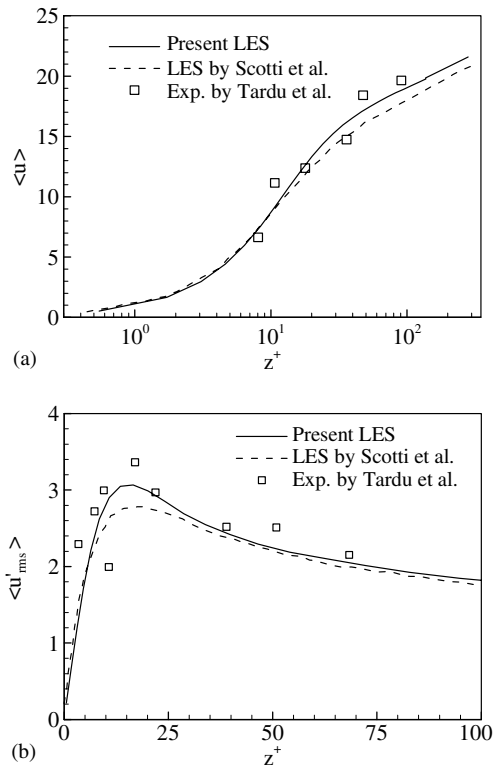 25
20
15
10
5
0
<u>
Present LES
LES by Scotti et al.
Exp. by Tardu et al.
10^0
10^1
10^2
z^+
(a)
4
3
2
1
0
<u'_rms>
Present LES
LES by Scotti et al.
Exp. by Tardu et al.
0
25
50
75
100
z^+
(b)